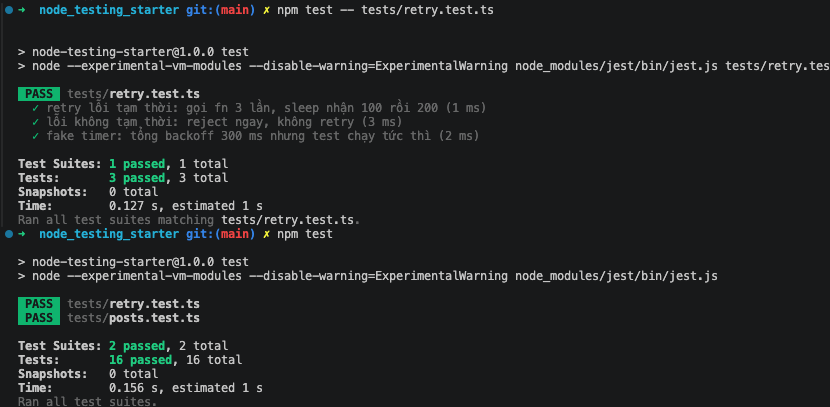 ➜ node_testing_starter git:(main) ✗ npm test -- tests/retry.test.ts
> node-testing-starter@1.0.0 test
> node --experimental-vm-modules --disable-warning=ExperimentalWarning node_modules/jest/bin/jest.js tests/retry.tes
PASS tests/retry.test.ts
✓ retry lỗi tạm thời: gọi fn 3 lần, sleep nhận 100 rồi 200 (1 ms)
✓ lỗi không tạm thời: reject ngay, không retry (3 ms)
✓ fake timer: tổng backoff 300 ms nhưng test chạy tức thì (2 ms)
Test Suites: 1 passed, 1 total
Tests: 3 passed, 3 total
Snapshots: 0 total
Time: 0.127 s, estimated 1 s
Ran all test suites matching tests/retry.test.ts.
➜ node_testing_starter git:(main) ✗ npm test
> node-testing-starter@1.0.0 test
> node --experimental-vm-modules --disable-warning=ExperimentalWarning node_modules/jest/bin/jest.js
PASS tests/retry.test.ts
PASS tests/posts.test.ts
Test Suites: 2 passed, 2 total
Tests: 16 passed, 16 total
Snapshots: 0 total
Time: 0.156 s, estimated 1 s
Ran all test suites.